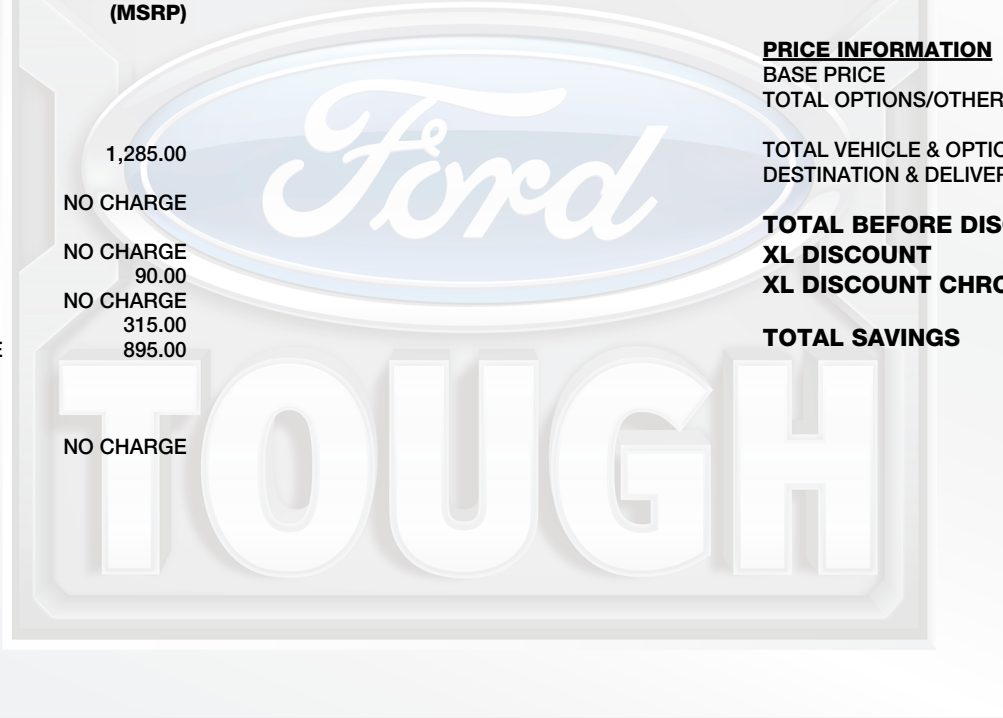 (MSRP)
1,285.00
NO CHARGE
NO CHARGE
90.00
NO CHARGE
315.00
E 895.00
NO CHARGE
PRICE INFORMATION
BASE PRICE
TOTAL OPTIONS/OTHER
TOTAL VEHICLE & OPTIO
DESTINATION & DELIVER
TOTAL BEFORE DISC
XL DISCOUNT
XL DISCOUNT CHRO
TOTAL SAVINGS
Ford
TOUGH